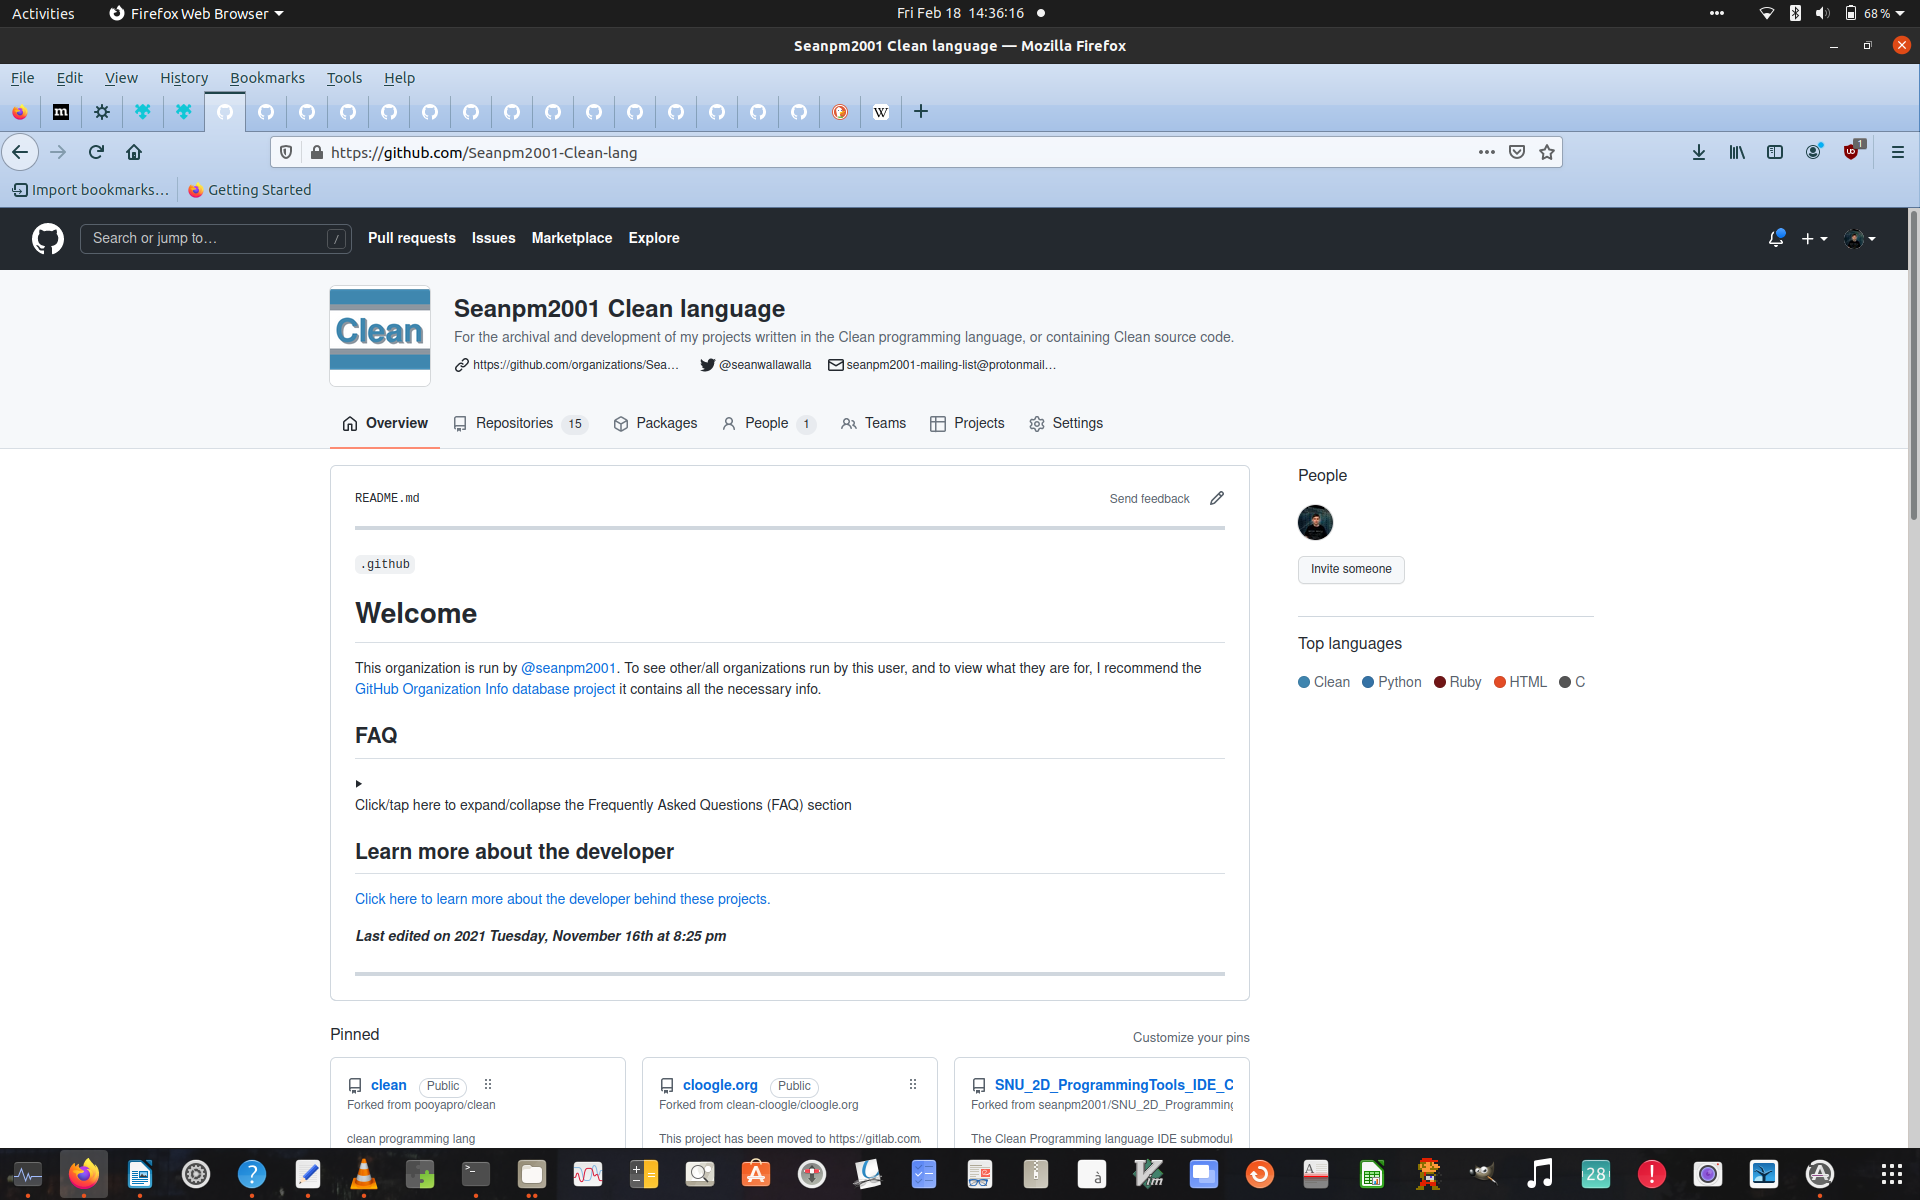 Activities
Firefox Web Browser
Fri Feb 18 14:36:16
68 %
Seanpm2001 Clean language — Mozilla Firefox
File Edit View History Bookmarks Tools Help
m
W
https://github.com/Seanpm2001-Clean-lang
1
Import bookmarks…
Getting Started
Search or jump to…
/
Pull requests Issues Marketplace Explore
Clean
Seanpm2001 Clean language
For the archival and development of my projects written in the Clean programming language, or containing Clean source code.
https://github.com/organizations/Sea…
@seanwallawalla
seanpm2001-mailing-list@protonmail…
Overview
Repositories 15
Packages
People 1
Teams
Projects
Settings
README.md
Send feedback
.github
Welcome
This organization is run by @seanpm2001. To see other/all organizations run by this user, and to view what they are for, I recommend the
GitHub Organization Info database project it contains all the necessary info.
FAQ
Click/tap here to expand/collapse the Frequently Asked Questions (FAQ) section
Learn more about the developer
Click here to learn more about the developer behind these projects.
Last edited on 2021 Tuesday, November 16th at 8:25 pm
People
Invite someone
Top languages
Clean Python Ruby HTML C
Pinned
Customize your pins
clean Public
Forked from pooyapro/clean
clean programming lang
cloogle.org Public
Forked from clean-cloogle/cloogle.org
This project has been moved to https://gitlab.com
SNU_2D_ProgrammingTools_IDE_C
Forked from seanpm2001/SNU_2D_Programming
The Clean Programming language IDE submodul
28